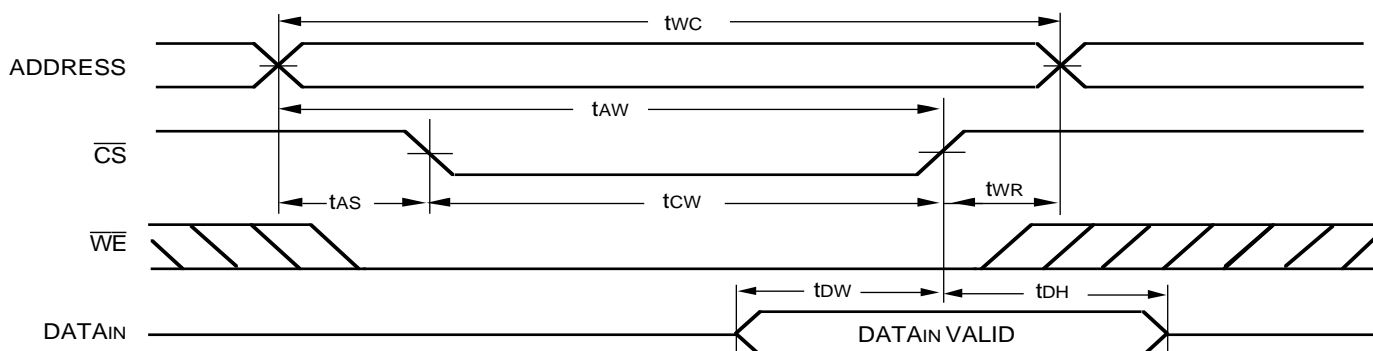 tWC
ADDRESS
tAW
CS
tAS
tCW
tWR
WE
tDW
tDH
DATAIN
DATAIN VALID